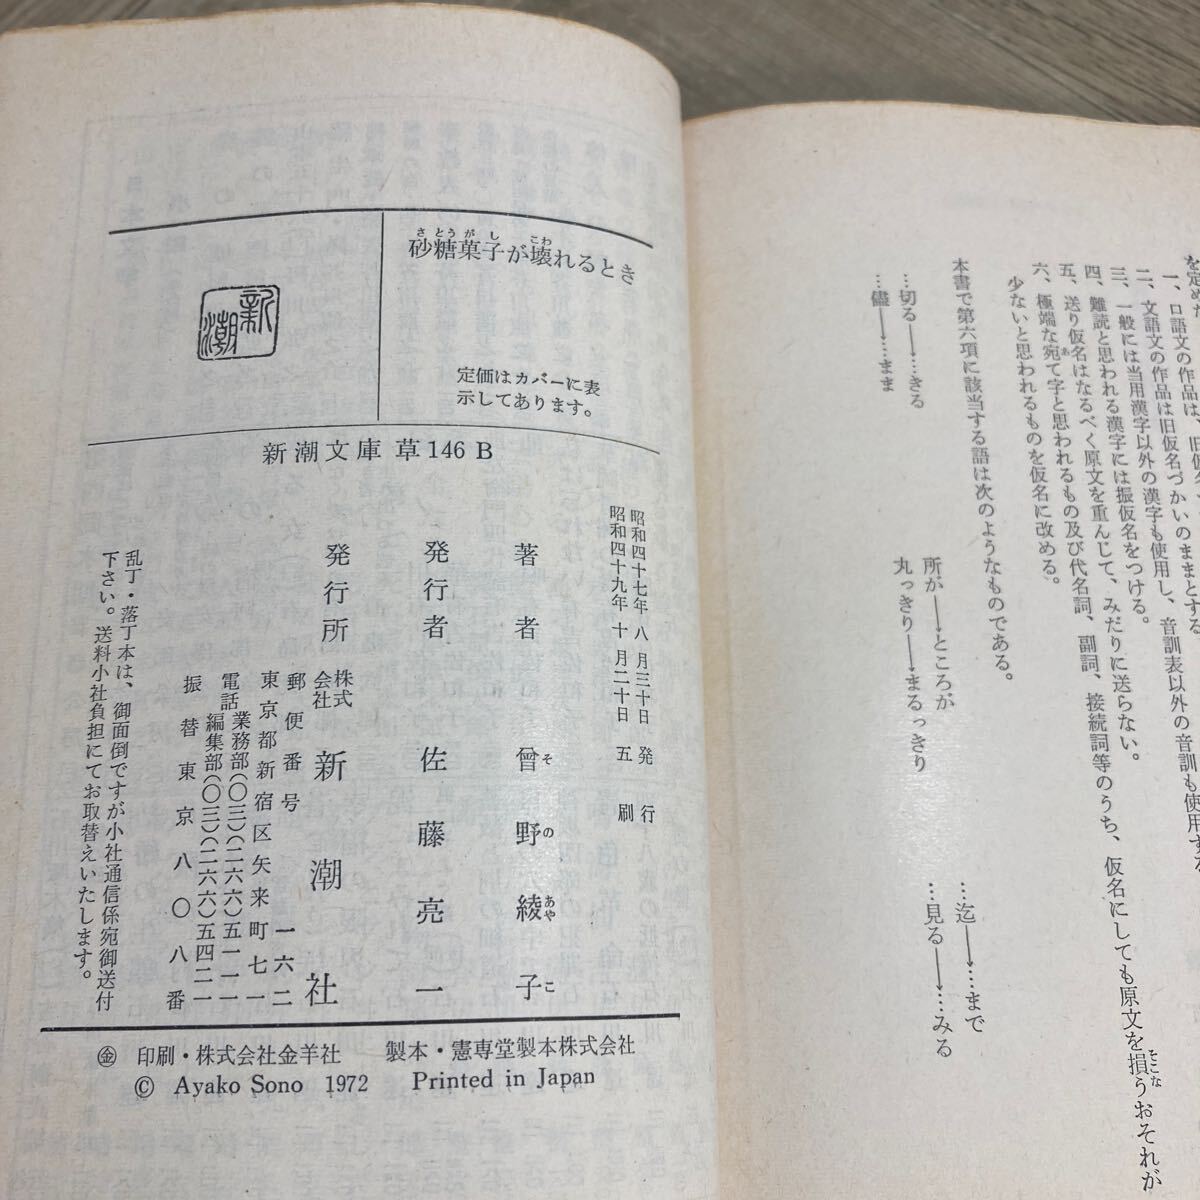 を定めた
一、口語文の作品は、旧仮名
二、文語文の作品は旧仮名づかいのままとする
三、一般には当用漢字以外の漢字も使用し、音訓表以外の音訓も使用する
四、難読と思われる漢字には振仮名をつける。
五、送り仮名はなるべく原文を重んじて、みだりに送らない。
六、極端な宛て字と思われるもの及び代名詞、副詞、接続詞等のうち、仮名にしても原文を損うおそれが
少ないと思われるものを仮名に改める。
本書で第六項に該当する語は次のようなものである。
…切る→…きる
所が→ところが
…迄→…まで
…儘→…まま
丸っきり→まるっきり
…見る→…みる
砂糖菓子が壊れるとき
さとうがし こわ
定価はカバーに表
示してあります。
新潮
新潮文庫 草146B
昭和四十七年 八 月三十日 発行
昭和四十九年 十 月二十日 五刷
著者 曾野綾子
その あやこ
発行者 佐藤亮一
発行所 株式会社 新潮社
郵便番号 一六二
東京都新宿区矢来町七一
電話 業務部(〇三)(二六六)五一一一
編集部(〇三)(二六六)五四二一
振替東京八〇八番
乱丁・落丁本は、御面倒ですが小社通信係宛御送付
下さい。送料小社負担にてお取替えいたします。
㊎ 印刷・株式会社金羊社 製本・憲専堂製本株式会社
© Ayako Sono 1972 Printed in Japan